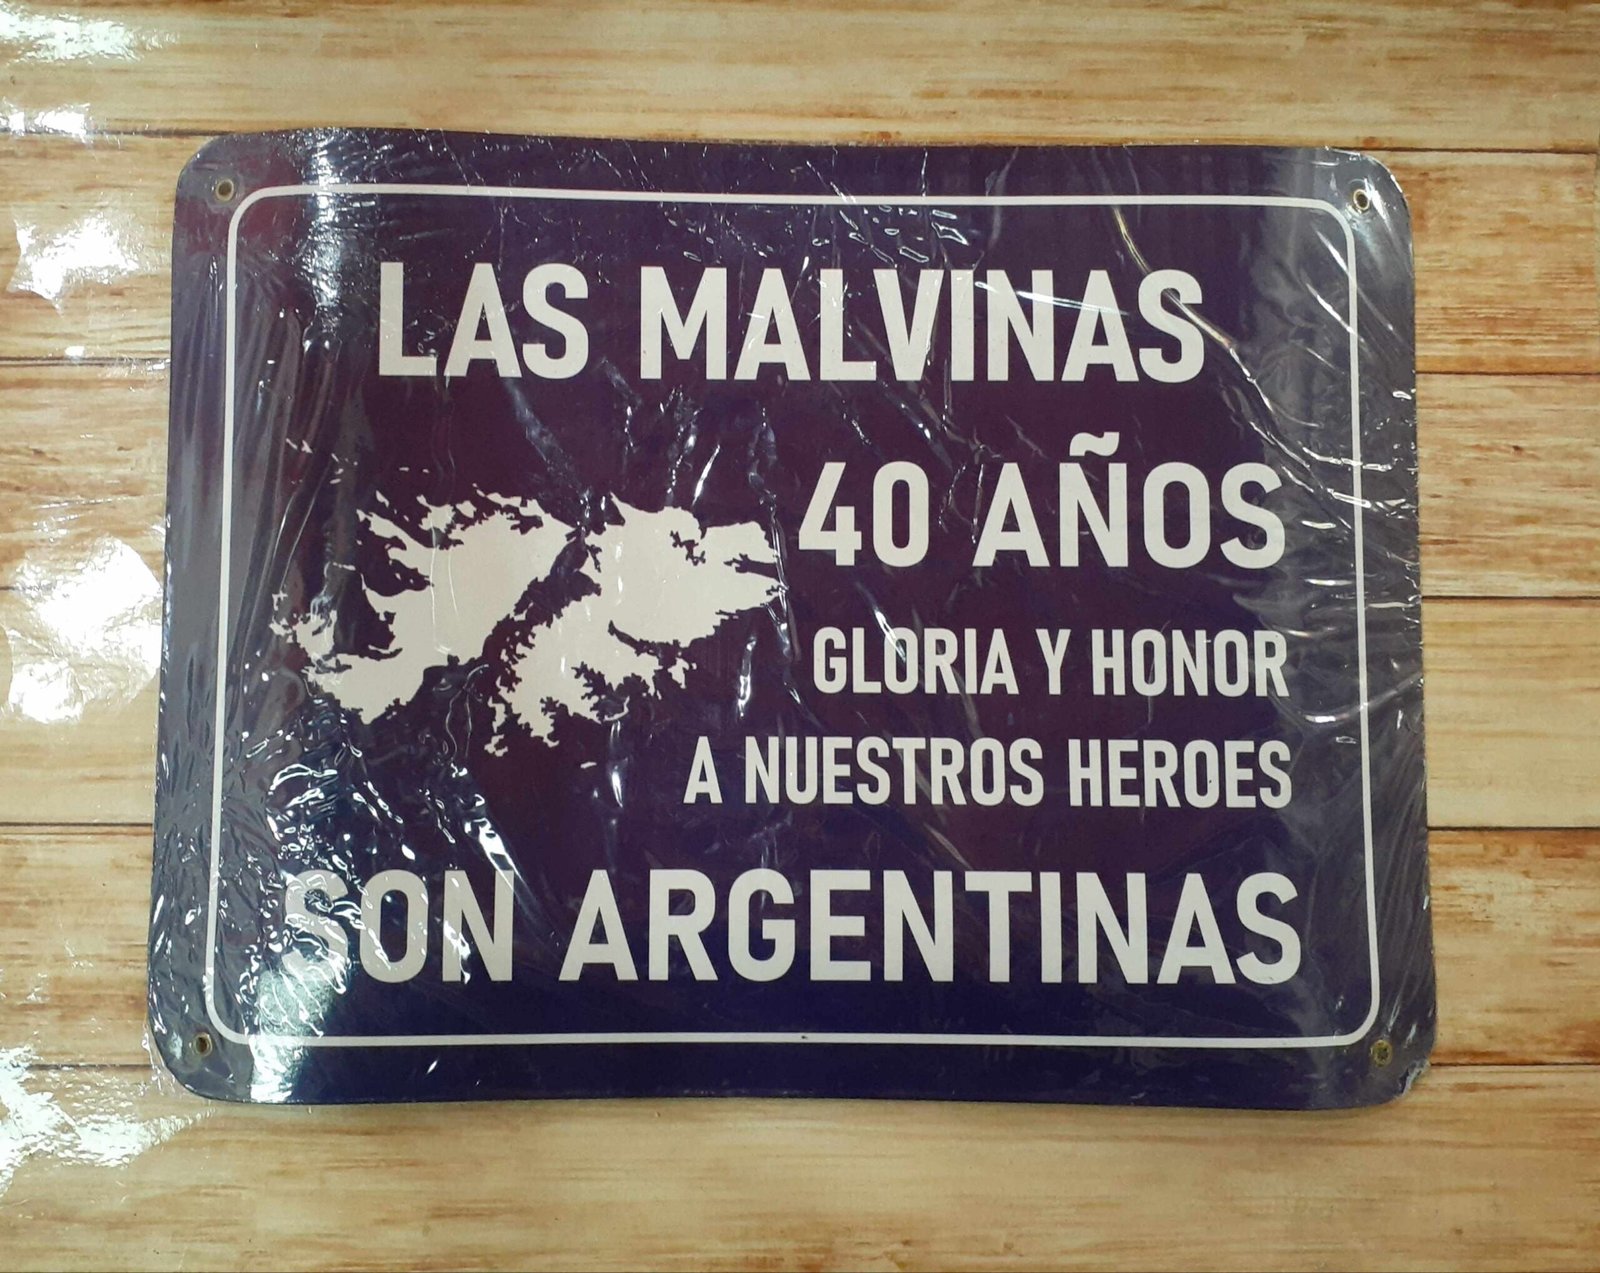 LAS MALVINAS
40 AÑOS
GLORIA Y HONOR
A NUESTROS HEROES
SON ARGENTINAS